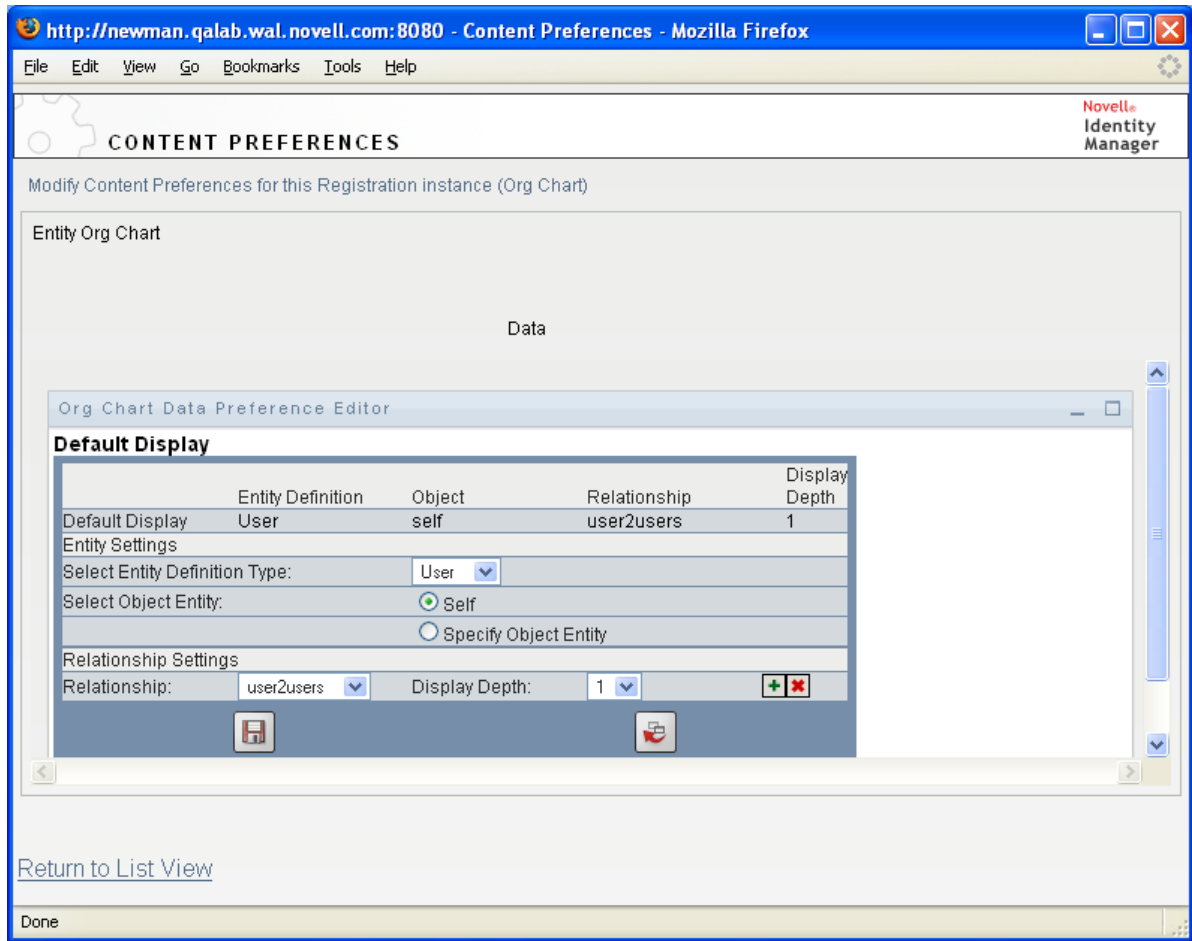 http://newman.qalab.wal.novell.com:8080 - Content Preferences - Mozilla Firefox
File Edit View Go Bookmarks Tools Help
CONTENT PREFERENCES
Novell®
Identity
Manager
Modify Content Preferences for this Registration instance (Org Chart)
Entity Org Chart
Data
Org Chart Data Preference Editor
Default Display
Entity Definition Object Relationship Display Depth
Default Display User self user2users 1
Entity Settings
Select Entity Definition Type: User
Select Object Entity: Self
Specify Object Entity
Relationship Settings
Relationship: user2users Display Depth: 1
Return to List View
Done